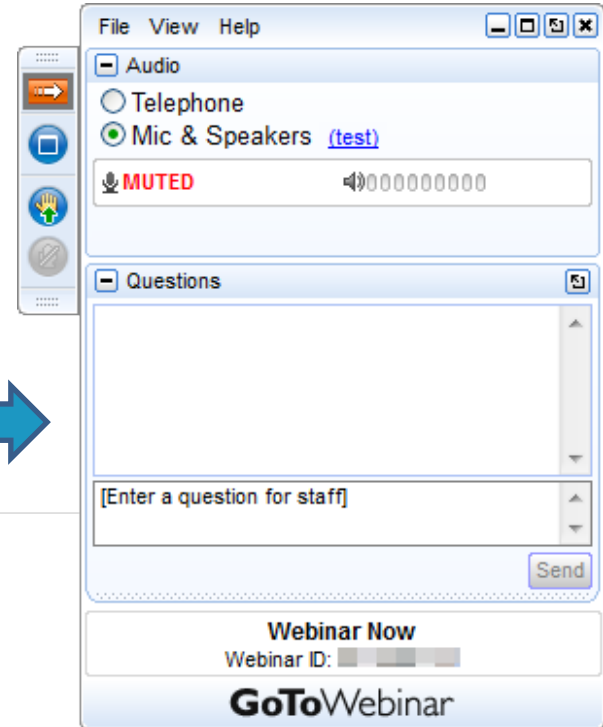 File View Help
Audio
Telephone
Mic & Speakers (test)
MUTED 000000000
Questions
[Enter a question for staff]
Send
Webinar Now
Webinar ID:
GoToWebinar